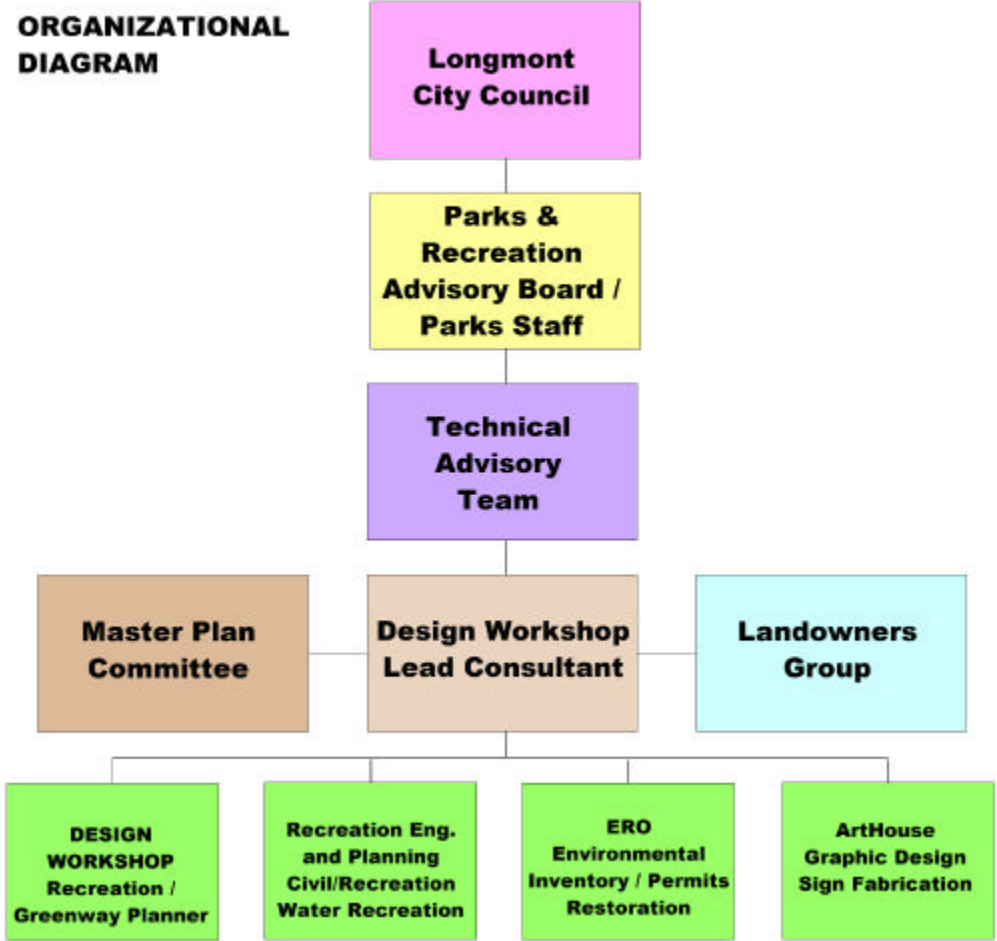 ORGANIZATIONAL
DIAGRAM
Longmont
City Council
Parks &
Recreation
Advisory Board /
Parks Staff
Technical
Advisory
Team
Master Plan
Committee
Design Workshop
Lead Consultant
Landowners
Group
DESIGN
WORKSHOP
Recreation /
Greenway Planner
Recreation Eng.
and Planning
Civil/Recreation
Water Recreation
ERO
Environmental
Inventory / Permits
Restoration
ArtHouse
Graphic Design
Sign Fabrication